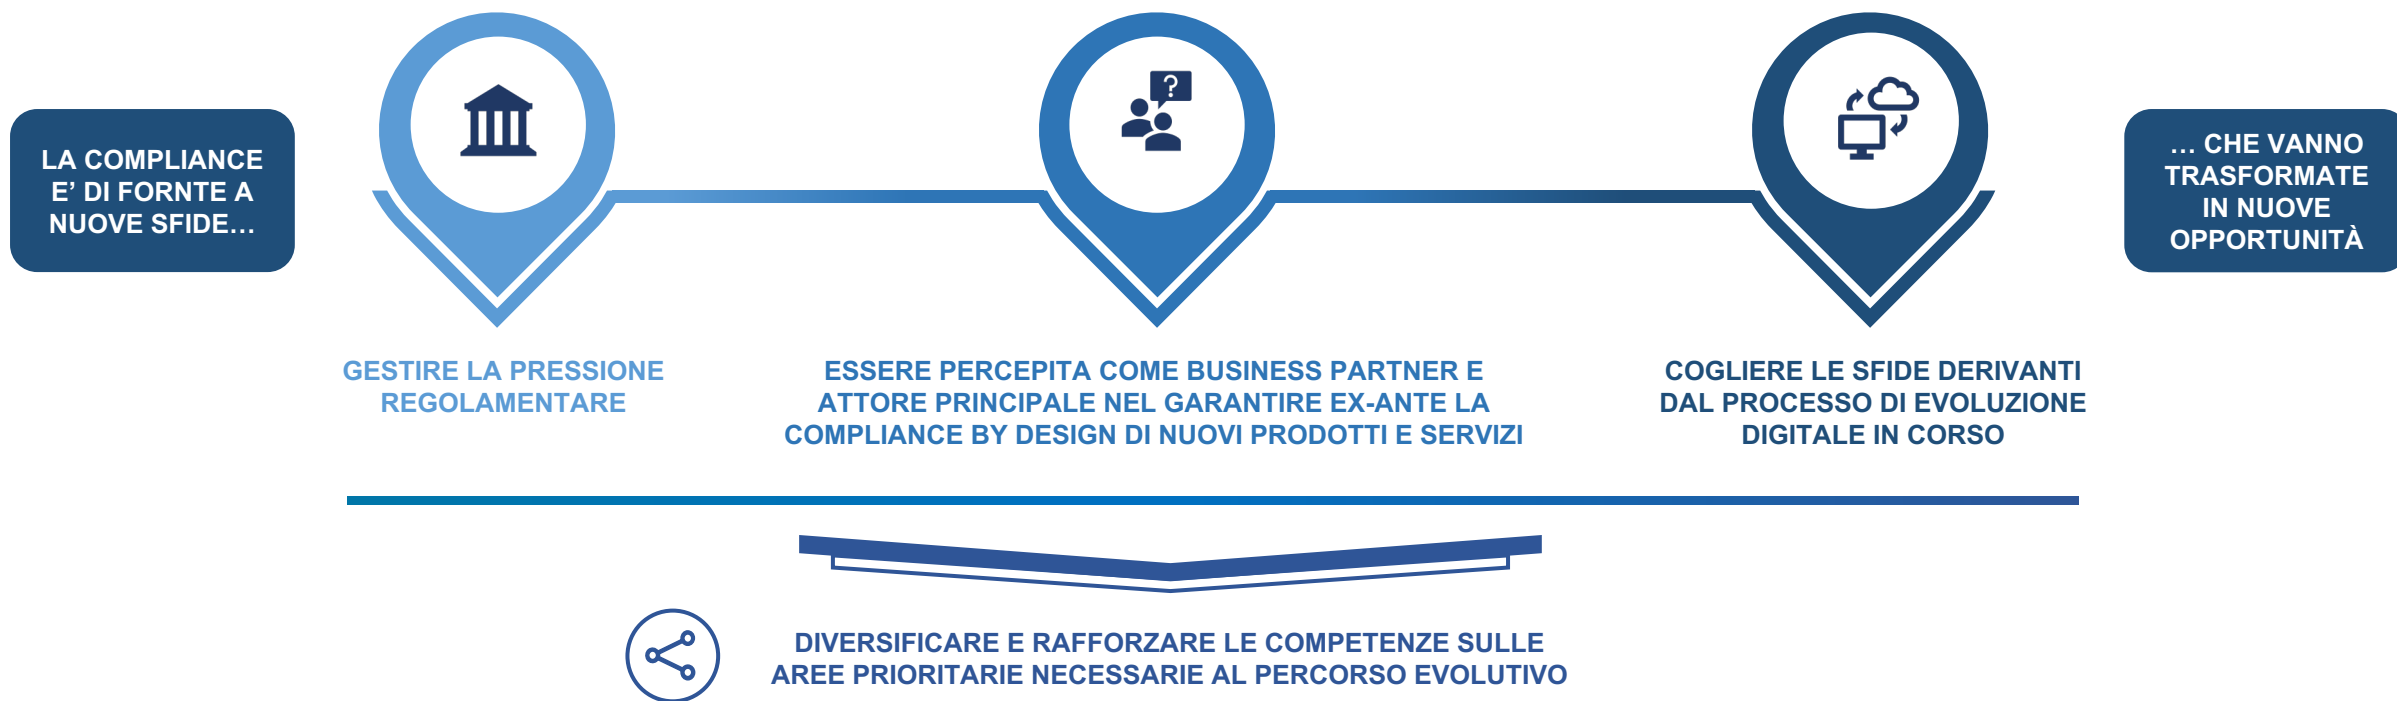 LA COMPLIANCE
E’ DI FORNTE A
NUOVE SFIDE…
?
… CHE VANNO
TRASFORMATE
IN NUOVE
OPPORTUNITÀ
GESTIRE LA PRESSIONE
REGOLAMENTARE
ESSERE PERCEPITA COME BUSINESS PARTNER E
ATTORE PRINCIPALE NEL GARANTIRE EX-ANTE LA
COMPLIANCE BY DESIGN DI NUOVI PRODOTTI E SERVIZI
COGLIERE LE SFIDE DERIVANTI
DAL PROCESSO DI EVOLUZIONE
DIGITALE IN CORSO
DIVERSIFICARE E RAFFORZARE LE COMPETENZE SULLE
AREE PRIORITARIE NECESSARIE AL PERCORSO EVOLUTIVO